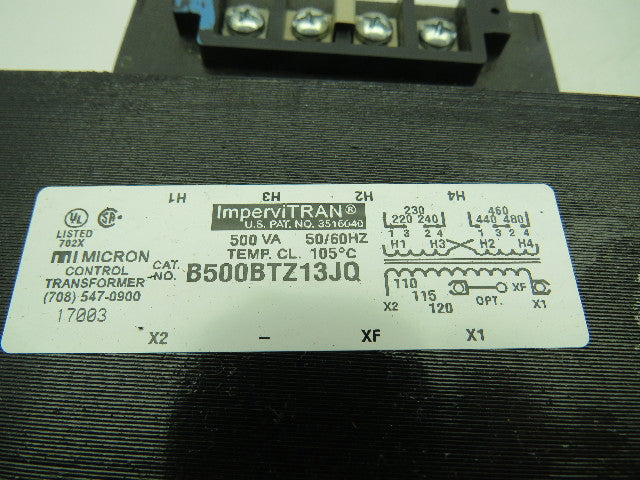 H1 H3 H2 H4
UL
LISTED
702X
ImperviTRAN®
U.S. PAT. NO. 3516040
500 VA 50/60HZ
TEMP. CL. 105°C
MICRON
CONTROL
TRANSFORMER
(708) 547-0900
17003
CAT.
NO. B500BTZ13JQ
230
220 240
1 3 2 4
460
440 480
1 3 2 4
H1 H3 H2 H4
110
115
120
X2 OPT. XF X1
X2 – XF X1